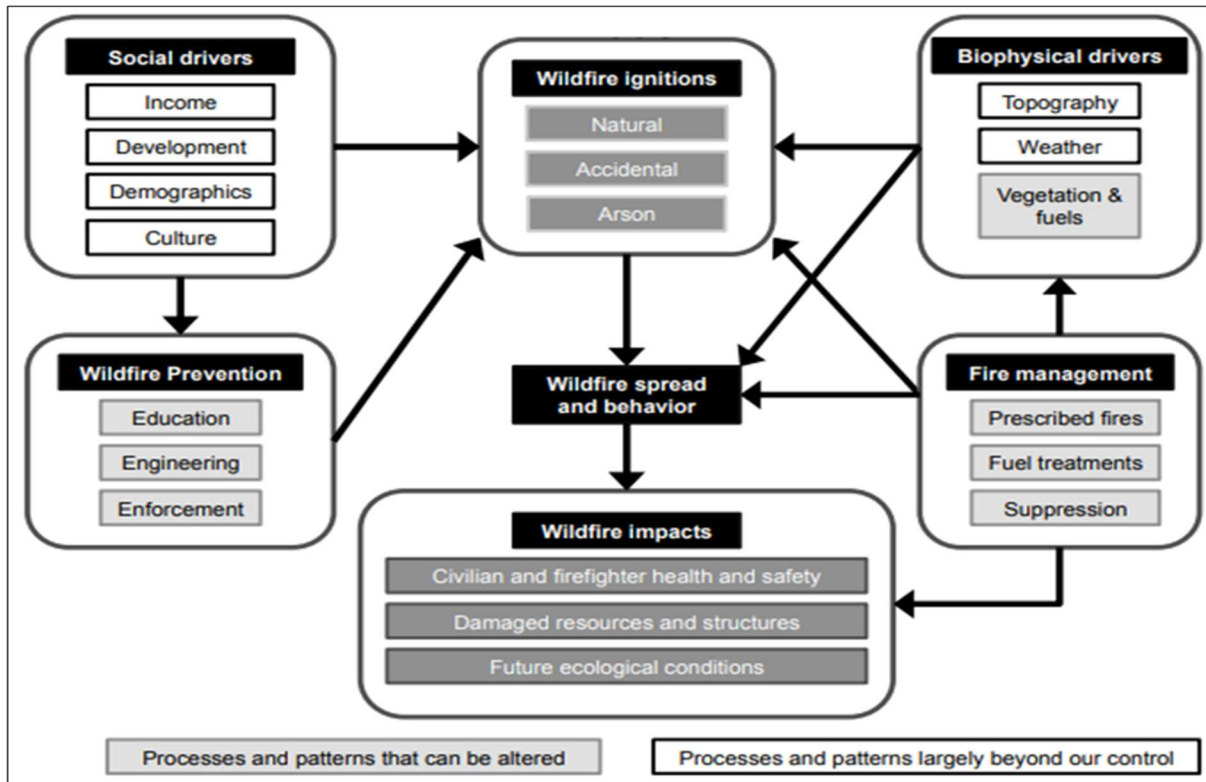 Social drivers
Income
Development
Demographics
Culture
Wildfire ignitions
Natural
Accidental
Arson
Biophysical drivers
Topography
Weather
Vegetation &
fuels
Wildfire Prevention
Education
Engineering
Enforcement
Wildfire spread
and behavior
Fire management
Prescribed fires
Fuel treatments
Suppression
Wildfire impacts
Civilian and firefighter health and safety
Damaged resources and structures
Future ecological conditions
Processes and patterns that can be altered
Processes and patterns largely beyond our control